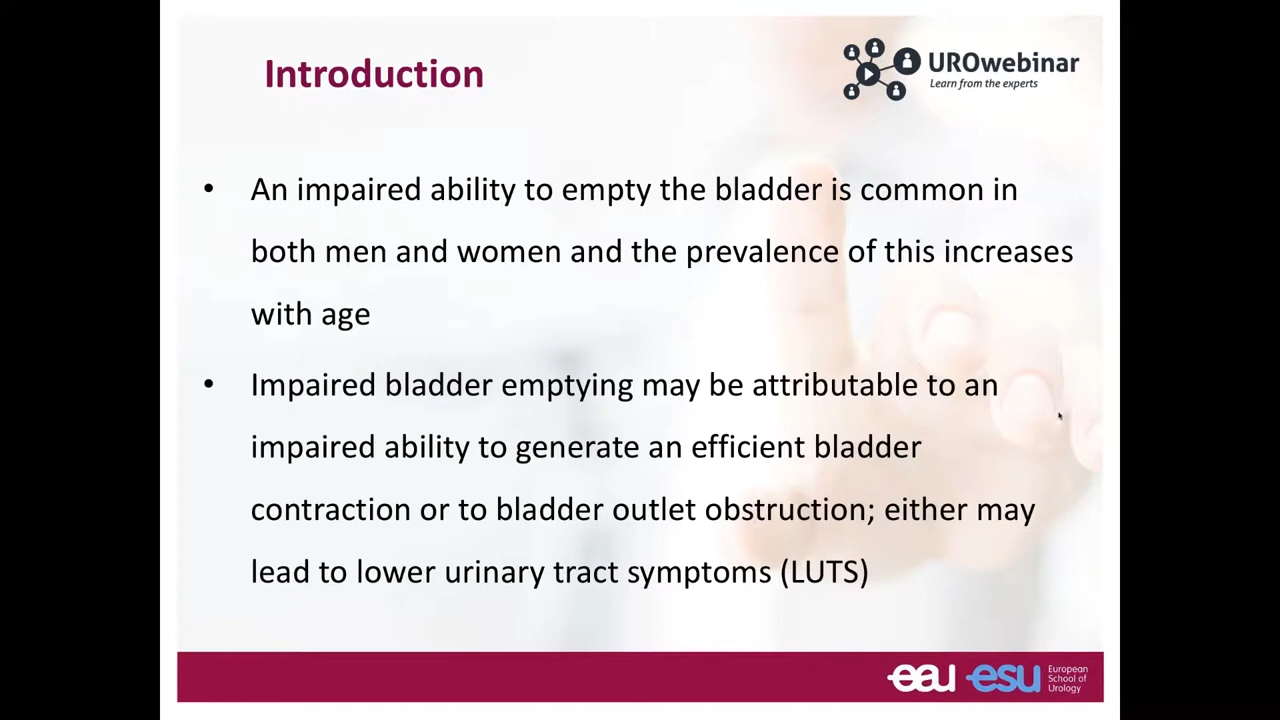 Introduction
UROwebinar
Learn from the experts
• An impaired ability to empty the bladder is common in
both men and women and the prevalence of this increases
with age
• Impaired bladder emptying may be attributable to an
impaired ability to generate an efficient bladder
contraction or to bladder outlet obstruction; either may
lead to lower urinary tract symptoms (LUTS)
eau esu European
School of
Urology